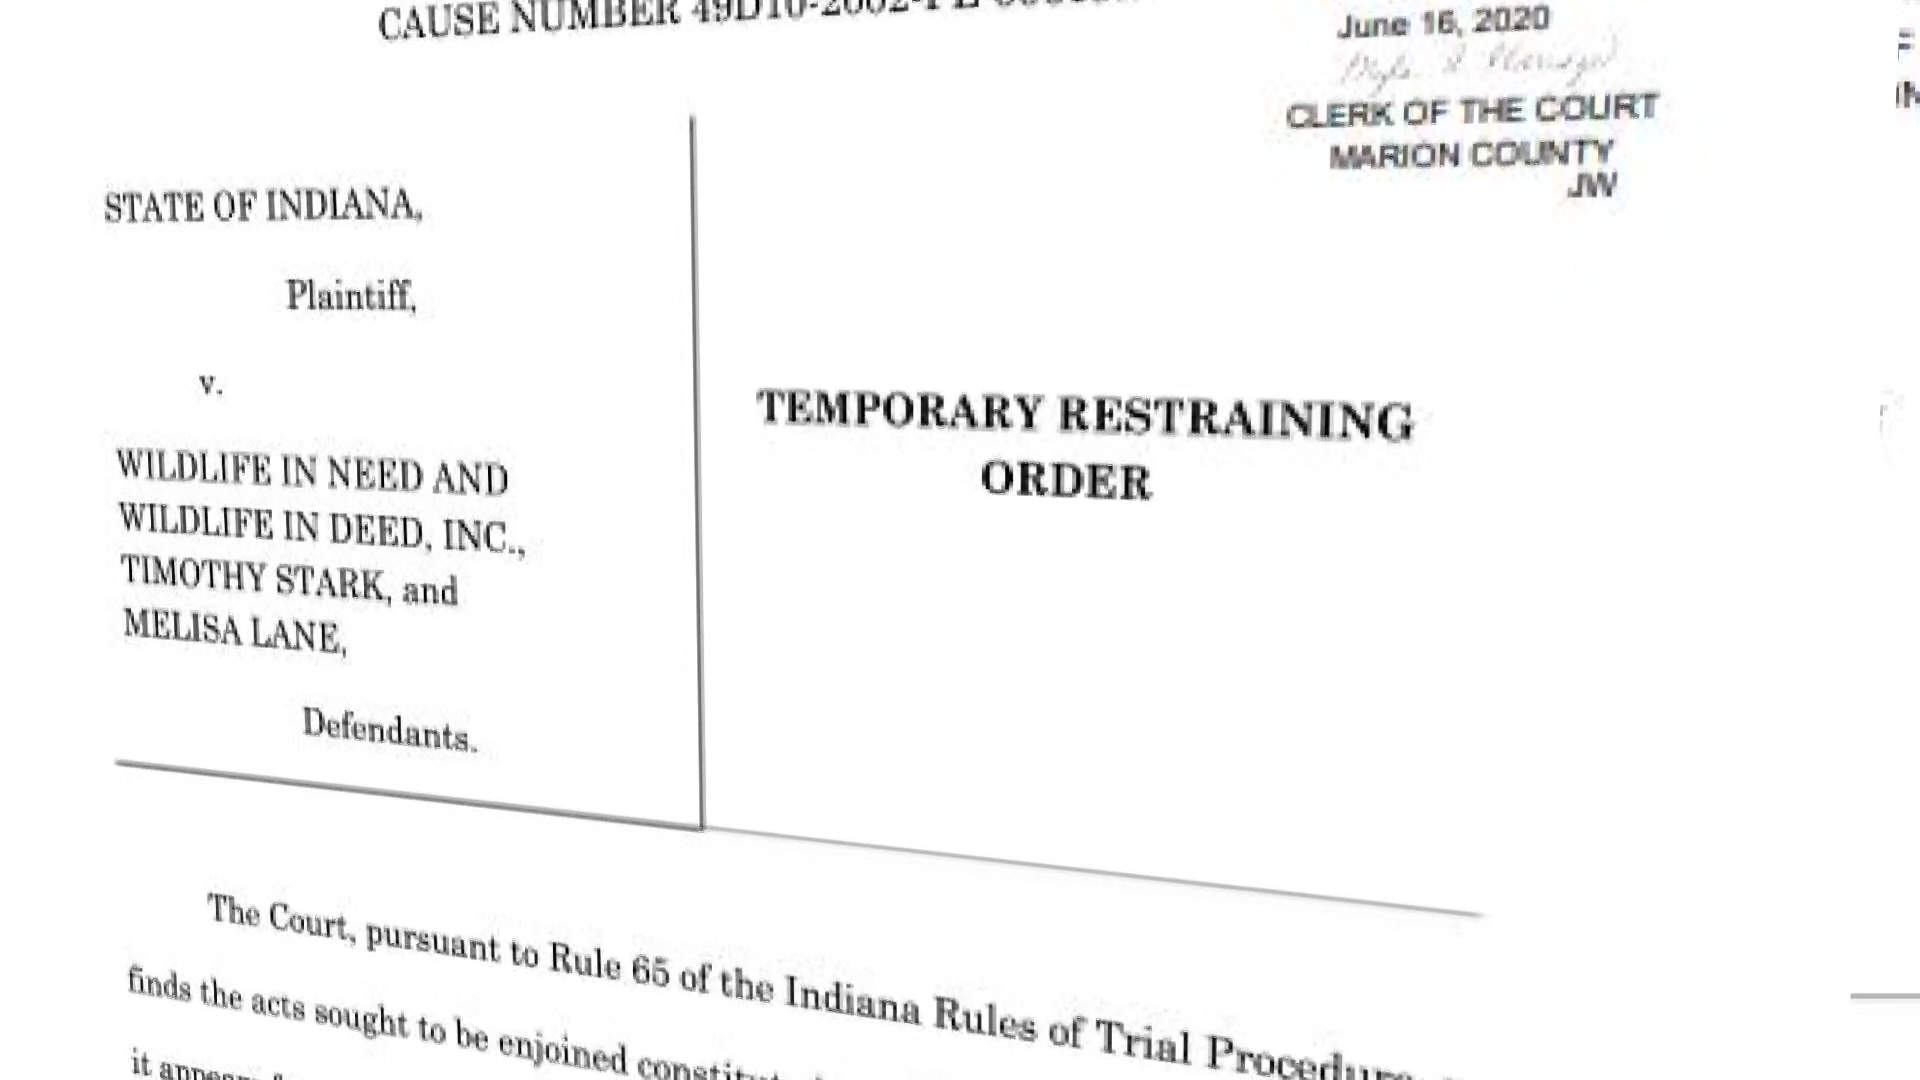 CAUSE NUMBER
June 16, 2020
CLERK OF THE COURT
MARION COUNTY
JW
STATE OF INDIANA,
Plaintiff,
v.
WILDLIFE IN NEED AND
WILDLIFE IN DEED, INC.,
TIMOTHY STARK, and
MELISA LANE,
Defendants.
TEMPORARY RESTRAINING
ORDER
The Court, pursuant to Rule 65 of the Indiana Rules of Trial
finds the acts sought to be enjoined
it